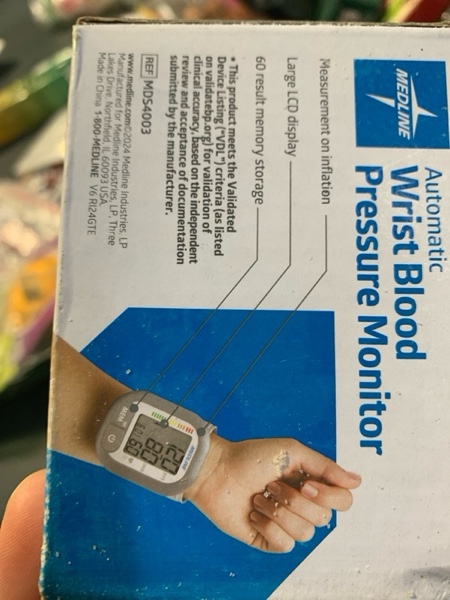 MEDLINE
Automatic
Wrist Blood
Pressure Monitor
Measurement on inflation
Large LCD display
60 result memory storage
• This product meets the Validated
Device Listing ("VDL") criteria (as listed
on validatebp.org) for validation of
clinical accuracy, based on the independent
review and acceptance of documentation
submitted by the manufacturer.
REF MDS4003
www.medline.com ©2024 Medline Industries, LP
Manufactured for Medline Industries, LP, Three
Lakes Drive, Northfield, IL 60093 USA
Made in China 1-800-MEDLINE V6 RI24GTE